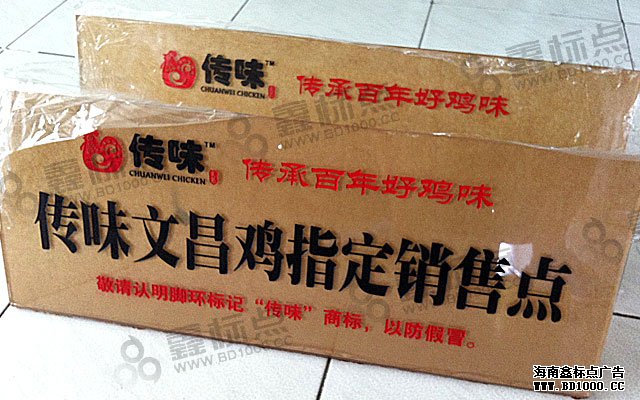 传味™
CHUANWEI CHICKEN
传承百年好鸡味
传味™
CHUANWEI CHICKEN
传承百年好鸡味
传味文昌鸡指定销售点
敬请认明脚环标记“传味”商标，以防假冒。
鑫标点
WWW.BD1000.CC
海南鑫标点广告
www.BD1000.CC